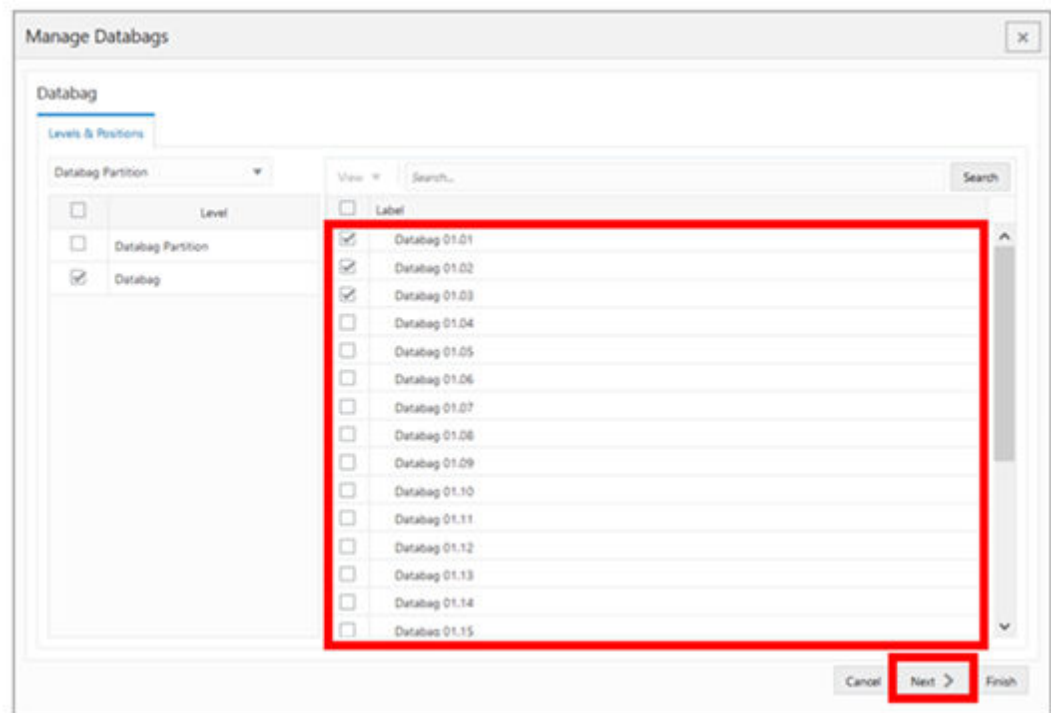 Manage Databags
Databag
Levels & Positions
Databag Partition
View
Search...
Search
Level
Label
Databag Partition
Databag
Databag 01.01
Databag 01.02
Databag 01.03
Databag 01.04
Databag 01.05
Databag 01.06
Databag 01.07
Databag 01.08
Databag 01.09
Databag 01.10
Databag 01.11
Databag 01.12
Databag 01.13
Databag 01.14
Databag 01.15
Cancel
Next
Finish